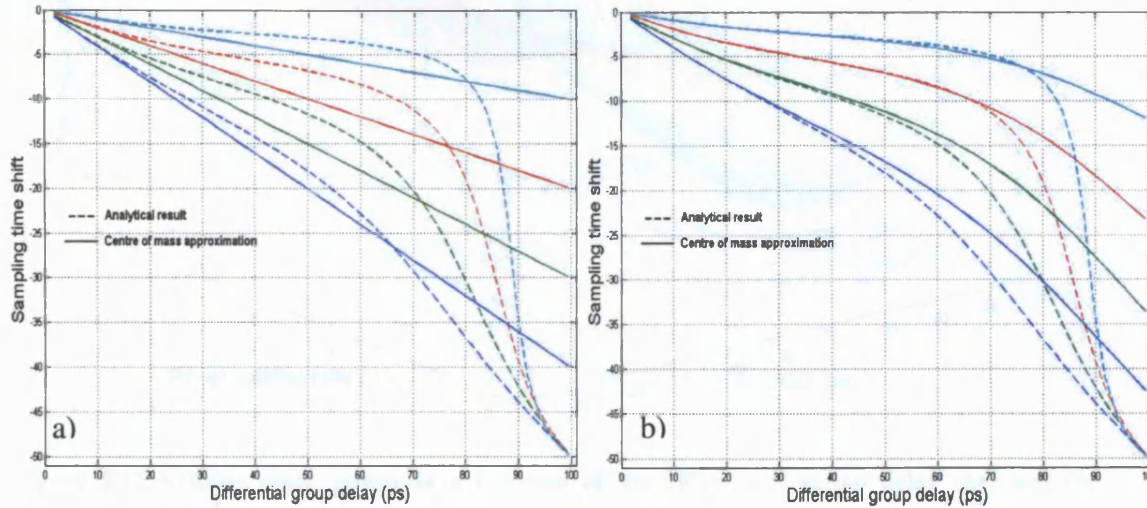 0
-5
-10
-15
-20
-25
-30
-35
-40
-45
-50
Sampling time shift
Analytical result
Centre of mass approximation
a)
0 10 20 30 40 50 60 70 80 90 100
Differential group delay (ps)
0
-5
-10
-15
-20
-25
-30
-35
-40
-45
-50
Sampling time shift
Analytical result
Centre of mass approximation
b)
10 20 30 40 50 60 70 80 90
Differential group delay (ps)